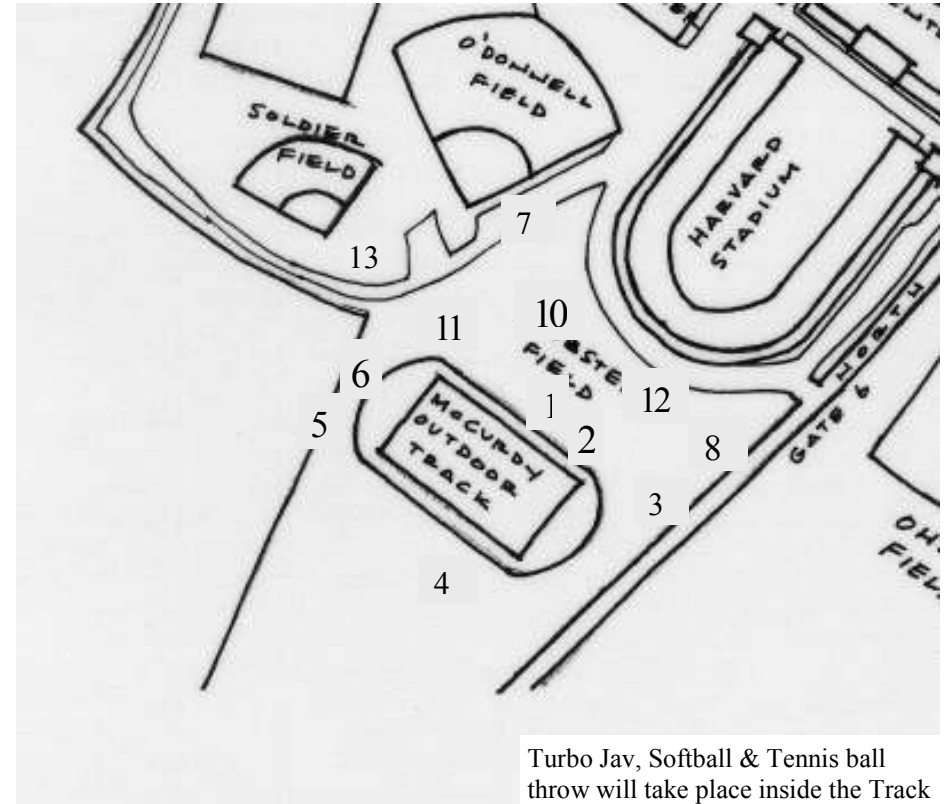 O'DONNELL
FIELD
SOLDIER
FIELD
HARVARD
STADIUM
7
13
10
11
FIELD
6
12
1
5
MCCURDY
OUTDOOR
TRACK
2
8
3
4
GATE 6
NORTH
Turbo Jav, Softball & Tennis ball
throw will take place inside the Track